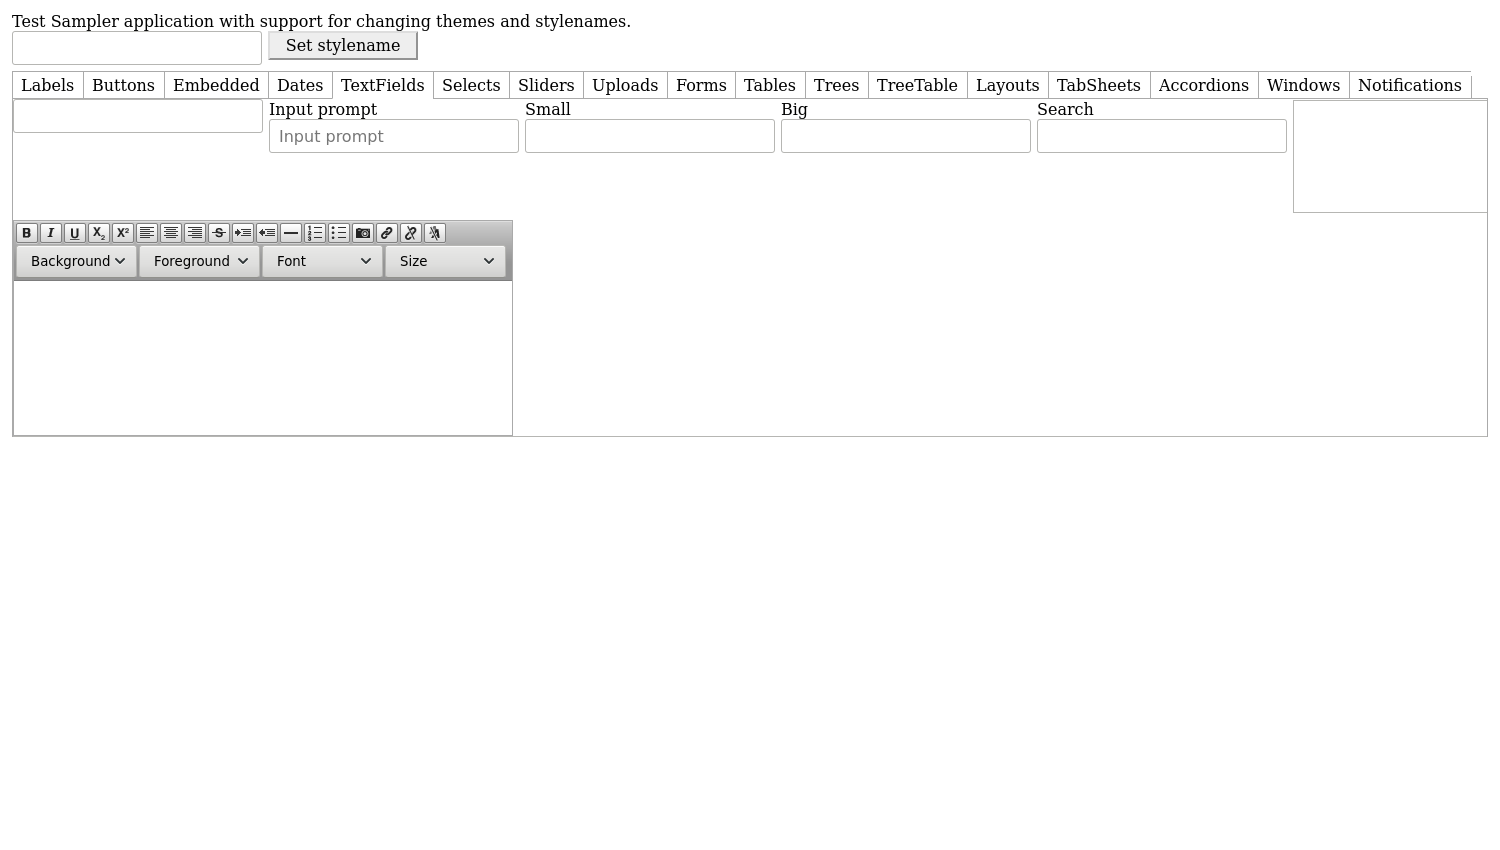 Test Sampler application with support for changing themes and stylenames.
Set stylename
Labels Buttons Embedded Dates TextFields Selects Sliders Uploads Forms Tables Trees TreeTable Layouts TabSheets Accordions Windows Notifications
Input prompt Small Big Search
Input prompt
B I U X2 X² S
Background Foreground Font Size